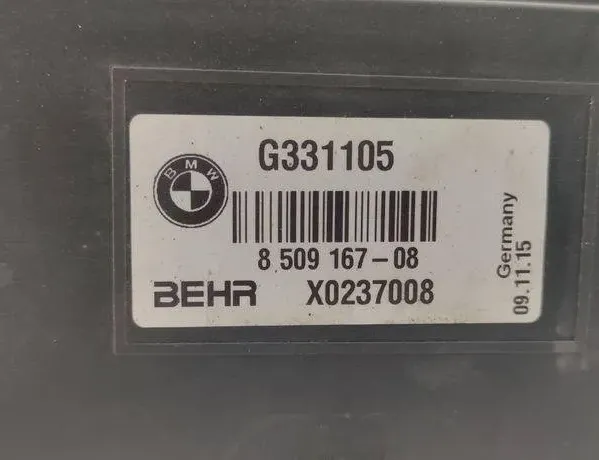 G331105
BMW
8 509 167-08
BEHR X0237008
Germany
09.11.15